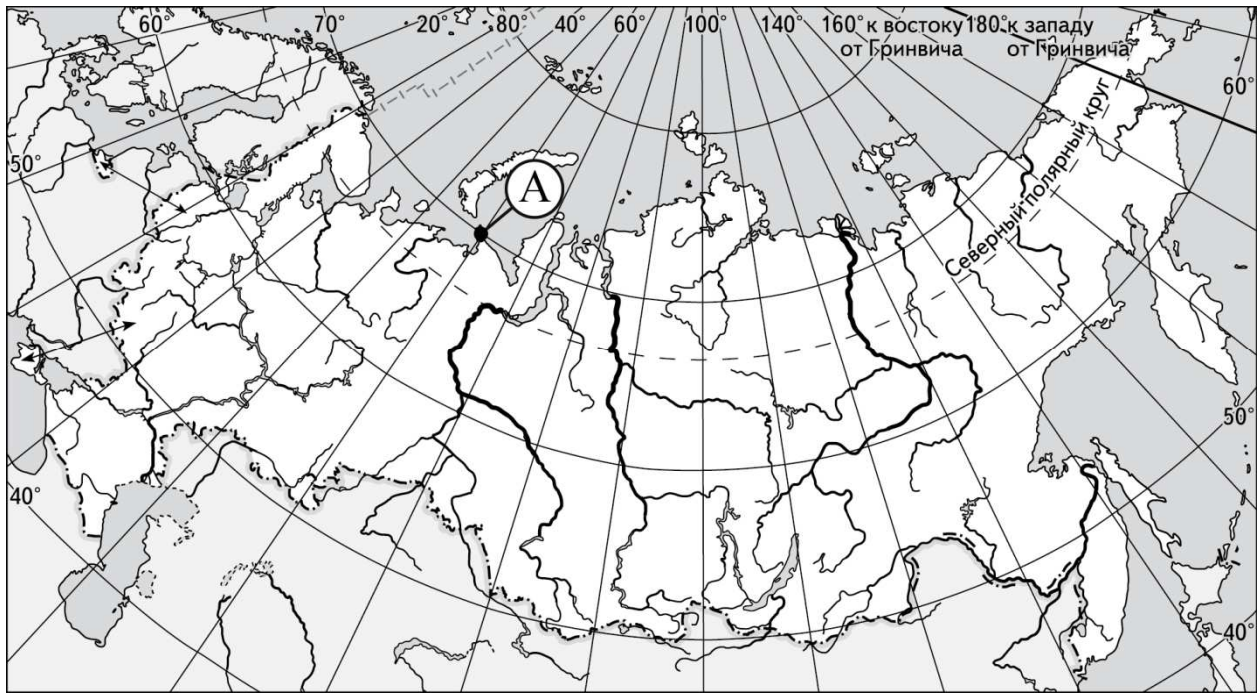 60° 70° 20° 80° 40° 60° 100° 140° 160° к востоку 180° к западу
от Гринвича от Гринвича
60°
А
50°
Северный полярный круг
50°
40°
40°